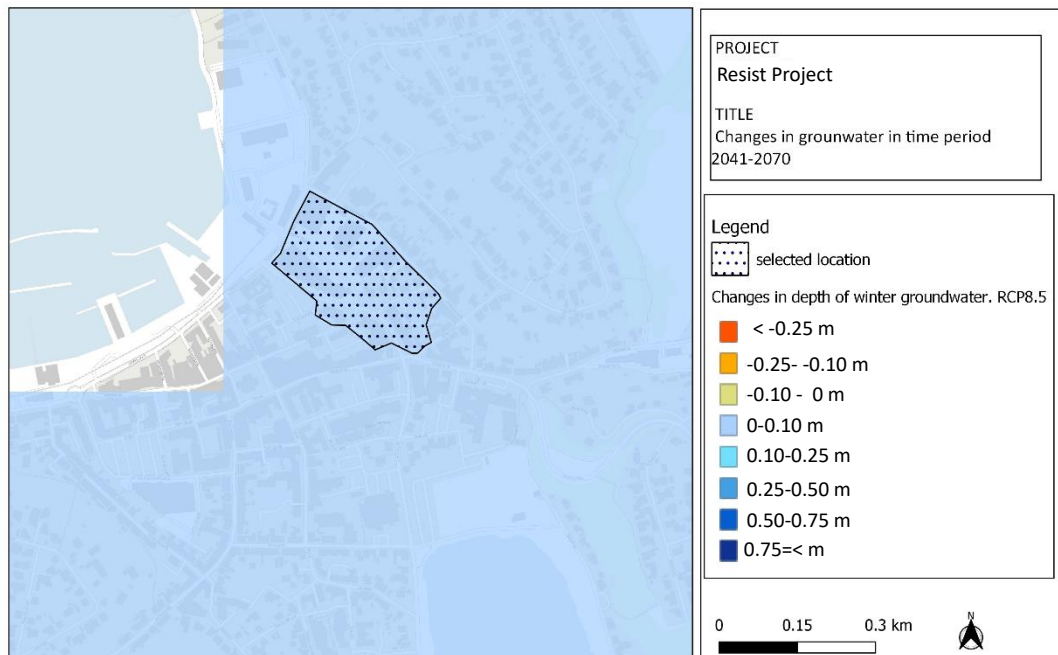 PROJECT
Resist Project
TITLE
Changes in grounwater in time period
2041-2070
Legend
selected location
Changes in depth of winter groundwater. RCP8.5
< -0.25 m
-0.25- -0.10 m
-0.10 - 0 m
0-0.10 m
0.10-0.25 m
0.25-0.50 m
0.50-0.75 m
0.75=< m
0 0.15 0.3 km
N